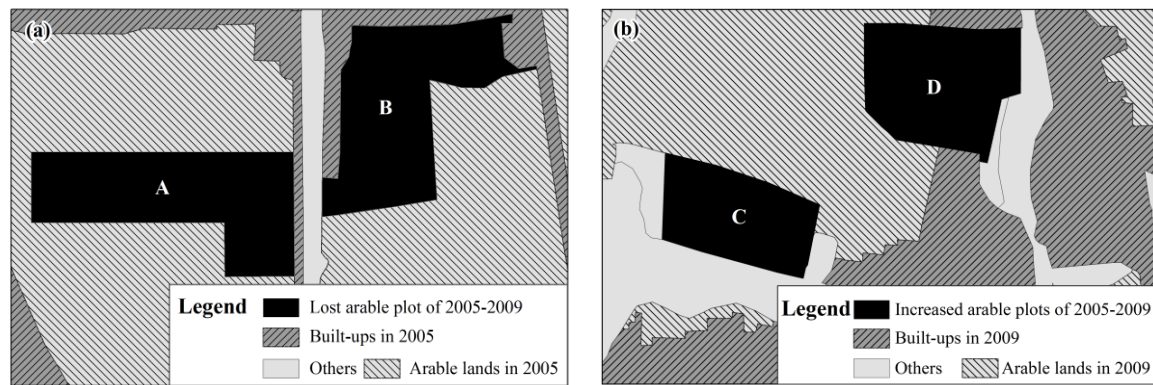 (a)
A
B
Legend
Lost arable plot of 2005-2009
Built-ups in 2005
Others
Arable lands in 2005
(b)
D
C
Legend
Increased arable plots of 2005-2009
Built-ups in 2009
Others
Arable lands in 2009